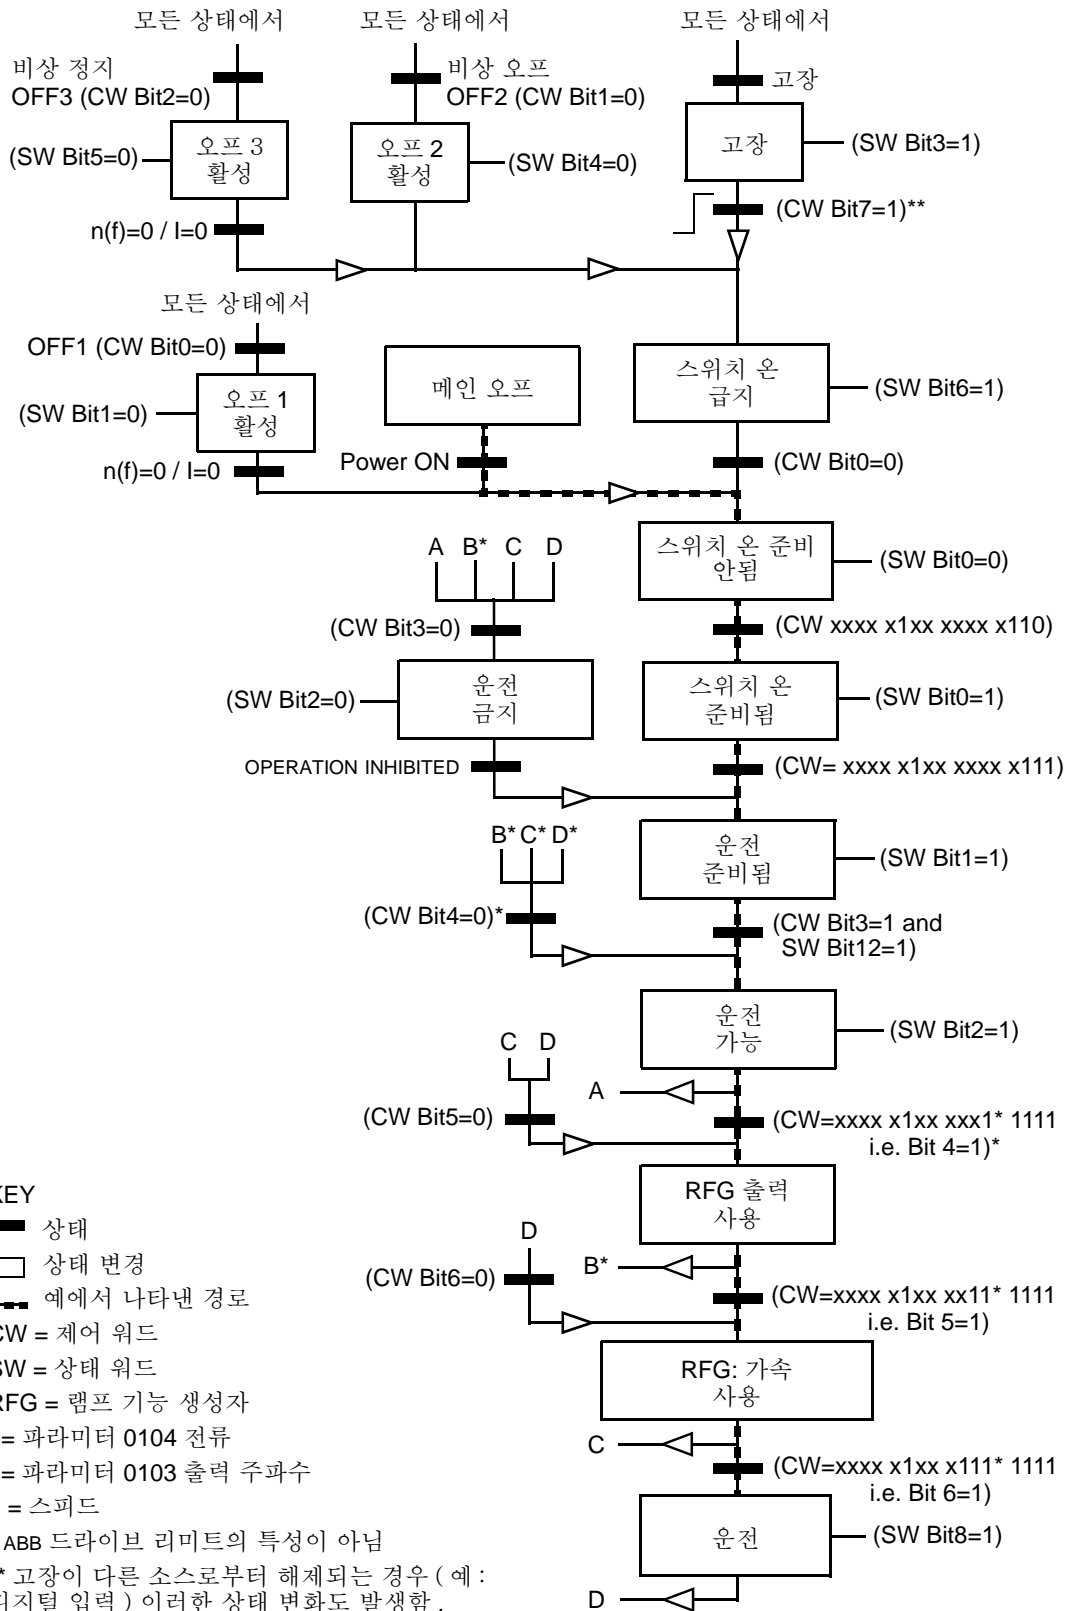 모든 상태에서
모든 상태에서
모든 상태에서
비상 정지
OFF3 (CW Bit2=0)
비상 오프
OFF2 (CW Bit1=0)
고장
(SW Bit5=0)
오프 3
활성
오프 2
활성
(SW Bit4=0)
고장
(SW Bit3=1)
n(f)=0 / I=0
(CW Bit7=1)**
모든 상태에서
OFF1 (CW Bit0=0)
(SW Bit1=0)
오프 1
활성
메인 오프
스위치 온
급지
(SW Bit6=1)
n(f)=0 / I=0
Power ON
(CW Bit0=0)
A B* C D
스위치 온 준비
안됨
(SW Bit0=0)
(CW Bit3=0)
(CW xxxx x1xx xxxx x110)
(SW Bit2=0)
운전
금지
스위치 온
준비됨
(SW Bit0=1)
OPERATION INHIBITED
(CW= xxxx x1xx xxxx x111)
B* C* D*
운전
준비됨
(SW Bit1=1)
(CW Bit4=0)*
(CW Bit3=1 and
SW Bit12=1)
운전
가능
(SW Bit2=1)
C D
A
(CW Bit5=0)
(CW=xxxx x1xx xxx1* 1111
i.e. Bit 4=1)*
RFG 출력
사용
D
B*
(CW Bit6=0)
(CW=xxxx x1xx xx11* 1111
i.e. Bit 5=1)
RFG: 가속
사용
C
(CW=xxxx x1xx x111* 1111
i.e. Bit 6=1)
운전
(SW Bit8=1)
D
KEY
상태
상태 변경
예에서 나타낸 경로
CW = 제어 워드
SW = 상태 워드
RFG = 램프 기능 생성자
= 파라미터 0104 전류
= 파라미터 0103 출력 주파수
= 스피드
ABB 드라이브 리미트의 특성이 아님
* 고장이 다른 소스로부터 해제되는 경우 ( 예 :
디지털 입력 ) 이러한 상태 변화도 발생함 .